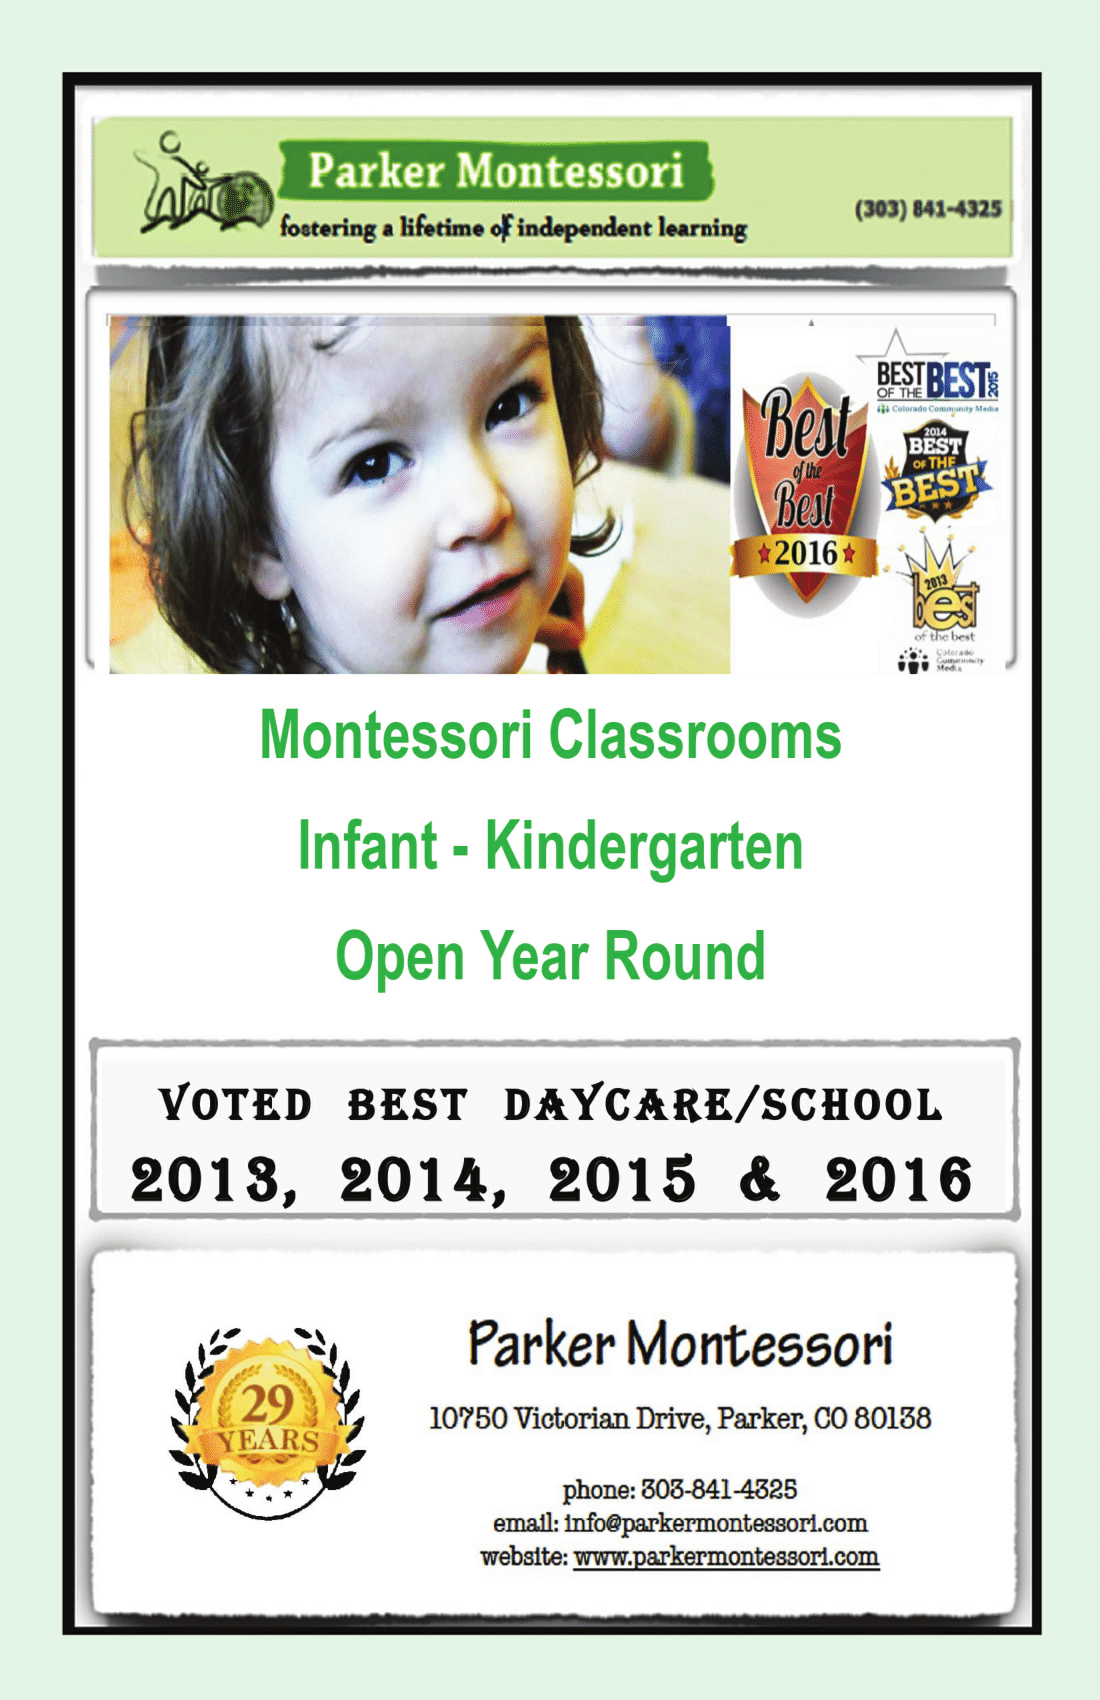 Parker Montessori
fostering a lifetime of independent learning
(303) 841-4325
Best
of the
Best
2016
BEST BEST 2015
OF THE
Colorado Community Media
2014
BEST
OF THE
BEST
2013
best
of the best
Colorado
Community
Media
Montessori Classrooms
Infant - Kindergarten
Open Year Round
VOTED BEST DAYCARE/SCHOOL
2013, 2014, 2015 & 2016
29
YEARS
Parker Montessori
10750 Victorian Drive, Parker, CO 80138
phone: 303-841-4325
email: info@parkermontessori.com
website: www.parkermontessori.com